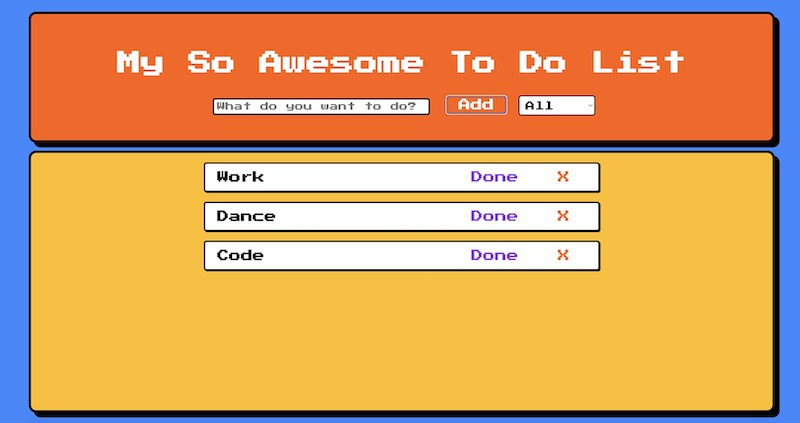 My So Awesome To Do List
What do you want to do? Add All
Work Done X
Dance Done X
Code Done X